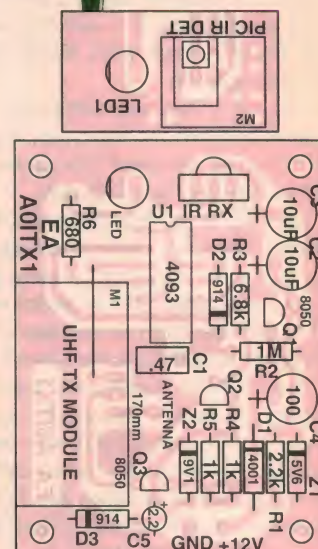 PIC IR DET
LED1
M2
C3
10uF
10uF
C2
U1 IR RX
LED
R6
680
EA
A0ITX1
4093
D2
914
R3
6.8k
8050
Q1
1M
R2
C1
.47
M1
UHF TX MODULE
ANTENNA
170mm
Q2
100
C4
Z2
9V1
R5
1k
R4
1k
D1
4001
2.2k
R1
5V6
Z1
8050
Q3
914
D3
2.2
C5
GND +12V